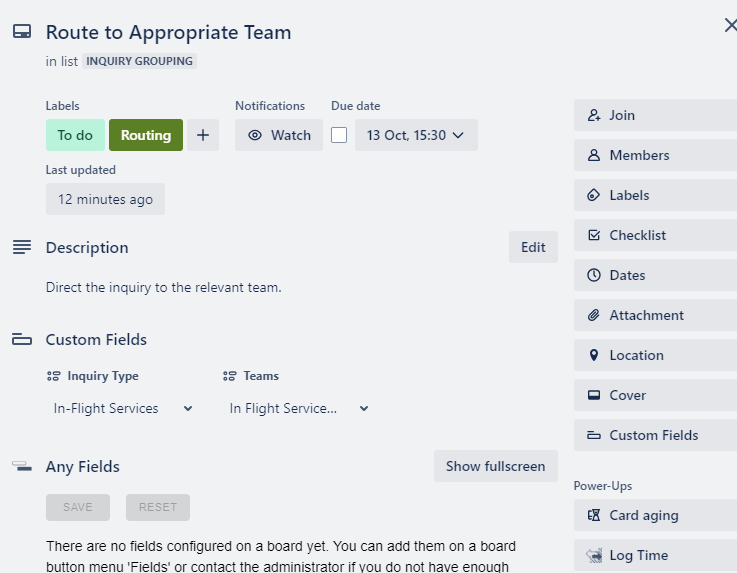 Route to Appropriate Team
in list INQUIRY GROUPING
Labels
Notifications
Due date
To do
Routing
Watch
13 Oct, 15:30
Last updated
12 minutes ago
Description
Edit
Direct the inquiry to the relevant team.
Custom Fields
Inquiry Type
Teams
In-Flight Services
In Flight Service...
Any Fields
Show fullscreen
SAVE
RESET
There are no fields configured on a board yet. You can add them on a board
button menu 'Fields' or contact the administrator if you do not have enough
Join
Members
Labels
Checklist
Dates
Attachment
Location
Cover
Custom Fields
Power-Ups
Card aging
Log Time